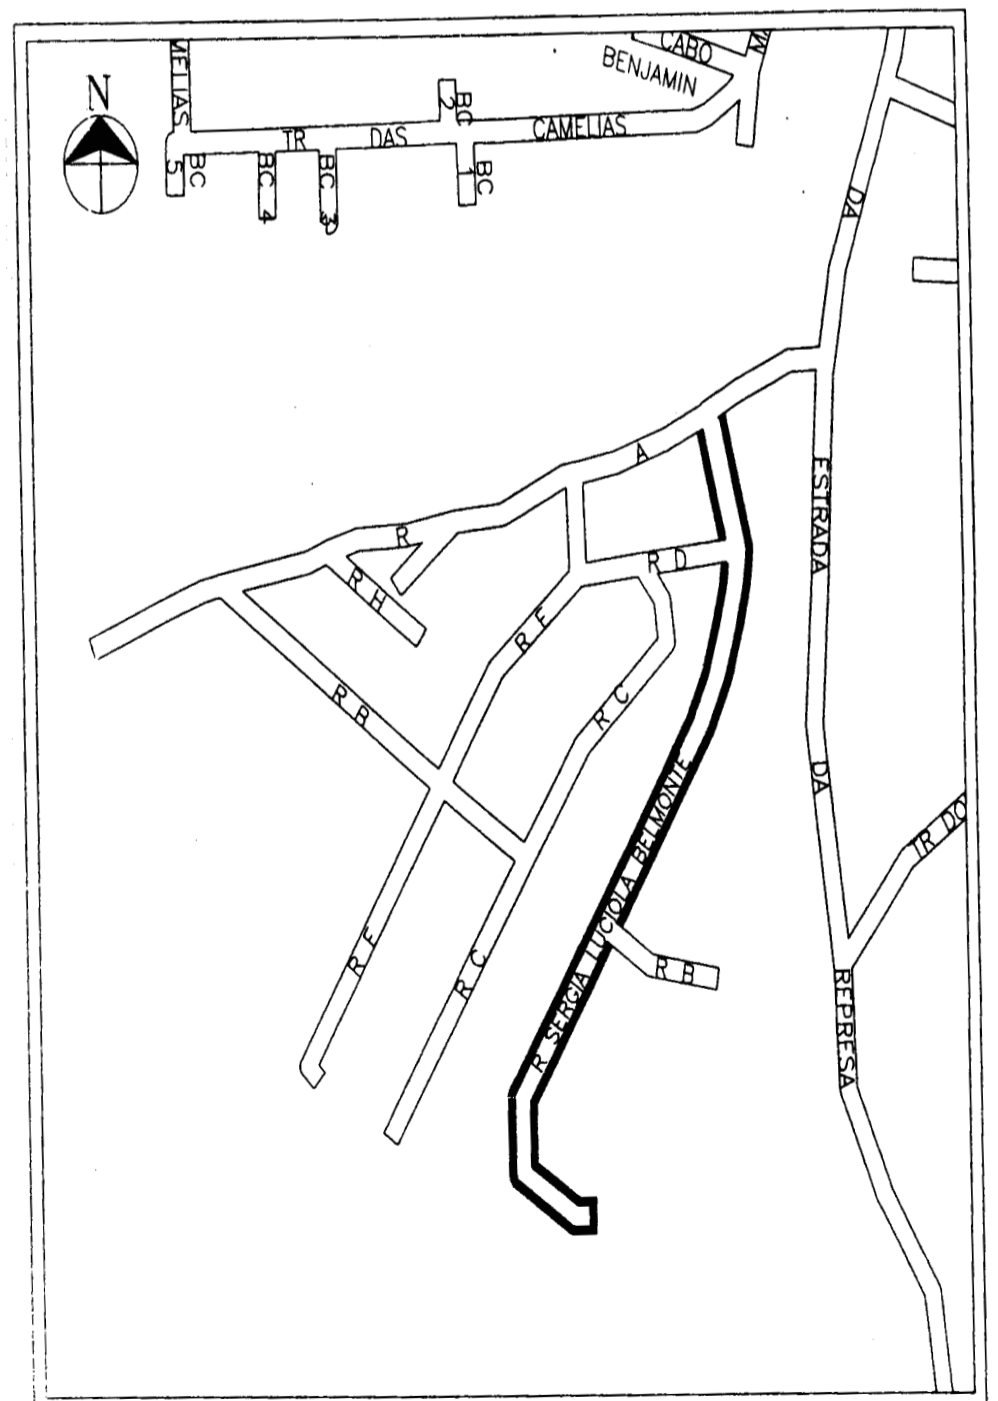 N
MELIAS
CABO
BENJAMIN
BC 2
TR DAS CAMELIAS
BC 5
BC 4
BC 3
BC 1
DA
ESTRADA
DA
REPRESA
R A
R D
R H
R F
R B
R C
R SERGIA LUCIOLA BELMONTE
TR DO
R F
R C
R B